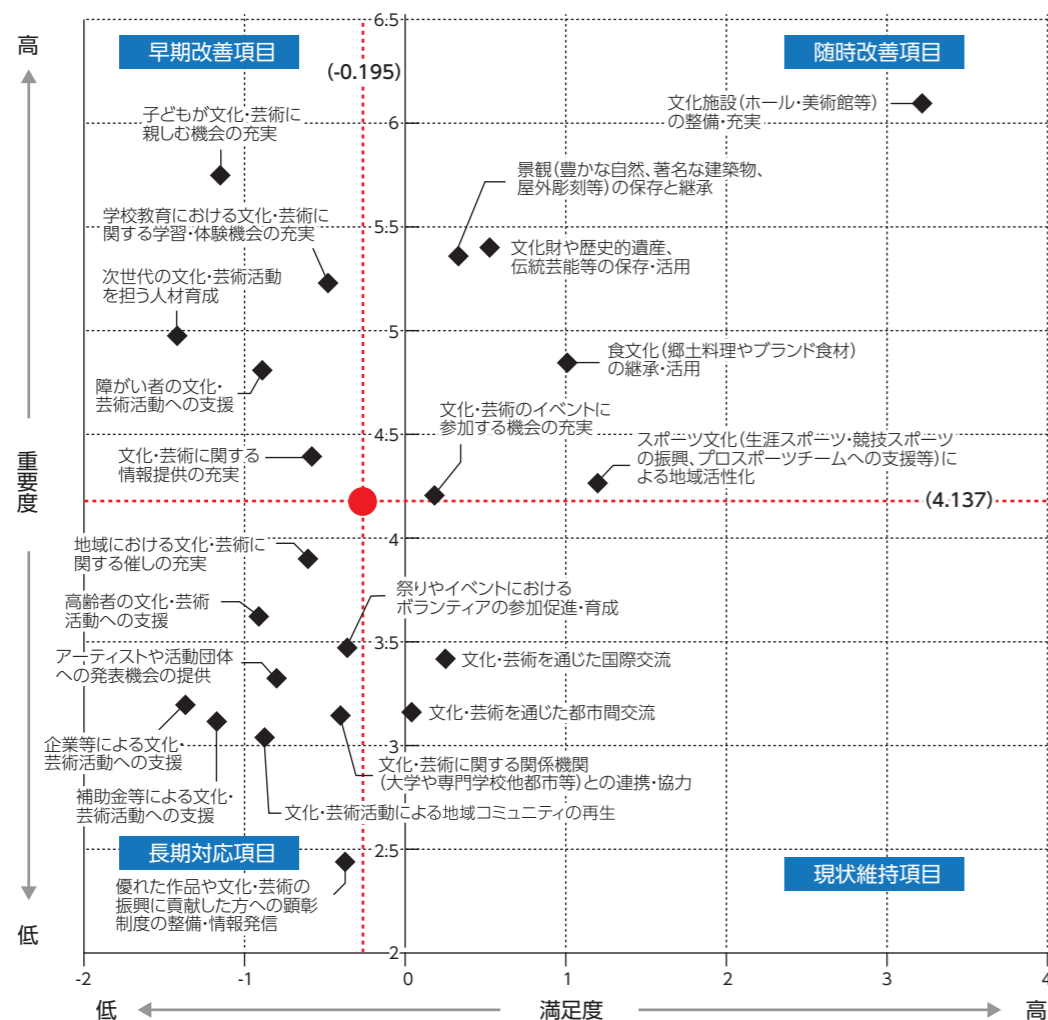 高
重要度
低
6.5
6
5.5
5
4.5
4
3.5
3
2.5
2
早期改善項目
(-0.195)
随時改善項目
文化施設(ホール・美術館等)
の整備・充実
子どもが文化・芸術に
親しむ機会の充実
景観(豊かな自然、著名な建築物、
屋外彫刻等)の保存と継承
学校教育における文化・芸術に
関する学習・体験機会の充実
文化財や歴史的遺産、
伝統芸能等の保存・活用
次世代の文化・芸術活動
を担う人材育成
食文化(郷土料理やブランド食材)
の継承・活用
障がい者の文化・
芸術活動への支援
文化・芸術のイベントに
参加する機会の充実
スポーツ文化(生涯スポーツ・競技スポーツ
の振興、プロスポーツチームへの支援等)に
よる地域活性化
文化・芸術に関する
情報提供の充実
(4.137)
地域における文化・芸術に
関する催しの充実
祭りやイベントにおける
ボランティアの参加促進・育成
高齢者の文化・芸術
活動への支援
アーティストや活動団体
への発表機会の提供
文化・芸術を通じた国際交流
文化・芸術を通じた都市間交流
企業等による文化・
芸術活動への支援
文化・芸術に関する関係機関
(大学や専門学校他都市等)との連携・協力
補助金等による文化・
芸術活動への支援
文化・芸術活動による地域コミュニティの再生
長期対応項目
現状維持項目
優れた作品や文化・芸術の
振興に貢献した方への顕彰
制度の整備・情報発信
-2 -1 0 1 2 3 4
低 満足度 高